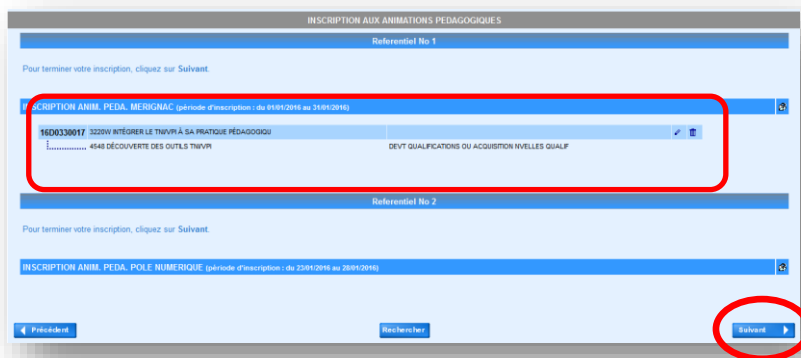 INSCRIPTION AUX ANIMATIONS PEDAGOGIQUES
Referentiel No 1
Pour terminer votre inscription, cliquez sur Suivant.
INSCRIPTION ANIM. PEDA. MERIGNAC (période d'inscription : du 01/01/2016 au 31/01/2016)
16D0330017 3220W INTÉGRER LE TNI/VPI À SA PRATIQUE PÉDAGOGIQU
4548 DÉCOUVERTE DES OUTILS TNI/VPI DEVT QUALIFICATIONS OU ACQUISITION NVELLES QUALIF
Referentiel No 2
Pour terminer votre inscription, cliquez sur Suivant.
INSCRIPTION ANIM. PEDA. POLE NUMERIQUE (période d'inscription : du 23/01/2016 au 28/01/2016)
Précédent Rechercher Suivant